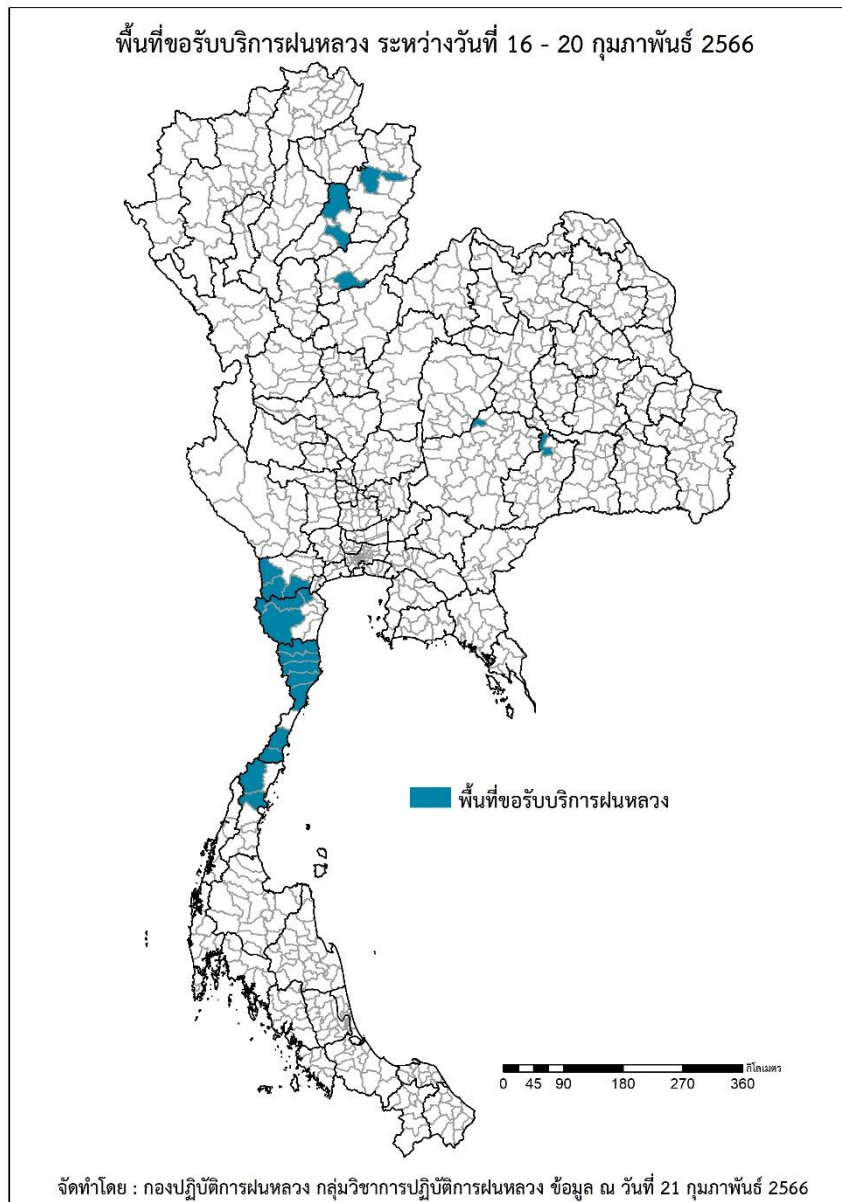 พื้นที่ขอรับบริการฝนหลวง ระหว่างวันที่ 16 - 20 กุมภาพันธ์ 2566
พื้นที่ขอรับบริการฝนหลวง
กิโลเมตร
0 45 90 180 270 360
จัดทำโดย : กองปฏิบัติการฝนหลวง กลุ่มวิชาการปฏิบัติการฝนหลวง ข้อมูล ณ วันที่ 21 กุมภาพันธ์ 2566